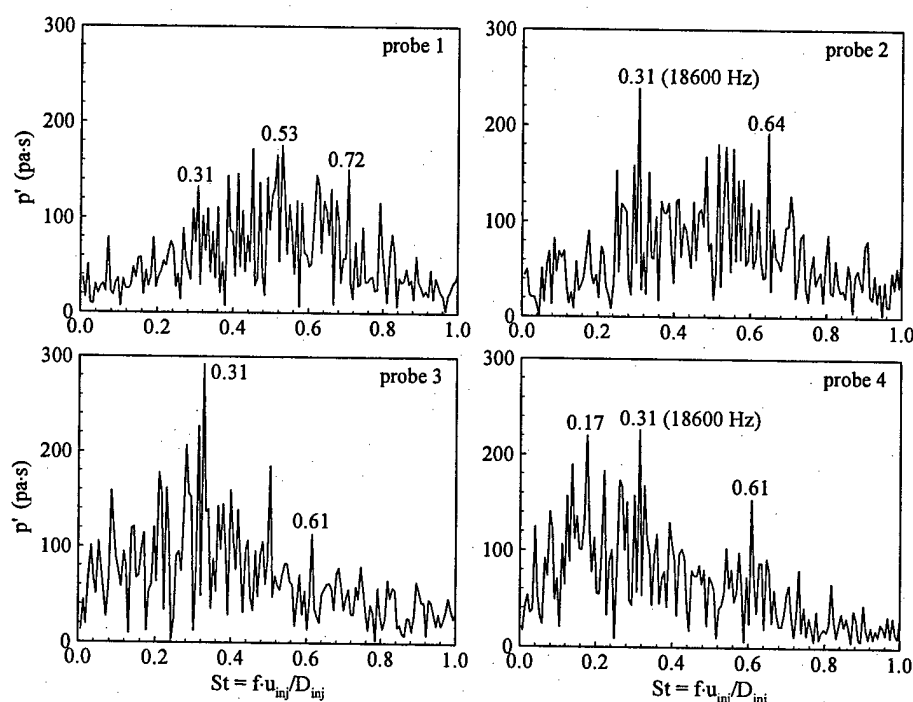 300
200
100
0
p' (pa·s)
probe 1
0.31
0.53
0.72
0.0 0.2 0.4 0.6 0.8 1.0
300
200
100
0
probe 2
0.31 (18600 Hz)
0.64
0.0 0.2 0.4 0.6 0.8 1.0
300
200
100
0
p' (pa·s)
probe 3
0.31
0.61
0.0 0.2 0.4 0.6 0.8 1.0
St = f·u_inj/D_inj
300
200
100
0
probe 4
0.17
0.31 (18600 Hz)
0.61
0.0 0.2 0.4 0.6 0.8 1.0
St = f·u_inj/D_inj